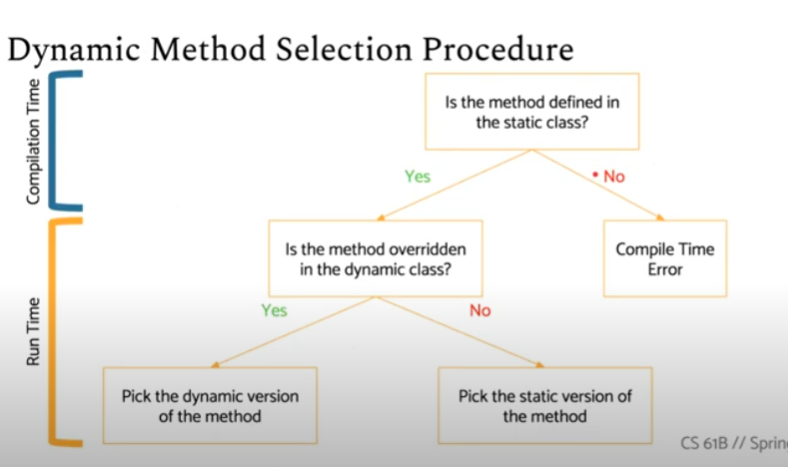 Dynamic Method Selection Procedure
Compilation Time
Is the method defined in
the static class?
Yes
No
Is the method overridden
in the dynamic class?
Compile Time
Error
Run Time
Yes
No
Pick the dynamic version
of the method
Pick the static version of
the method
CS 61B // Sprin